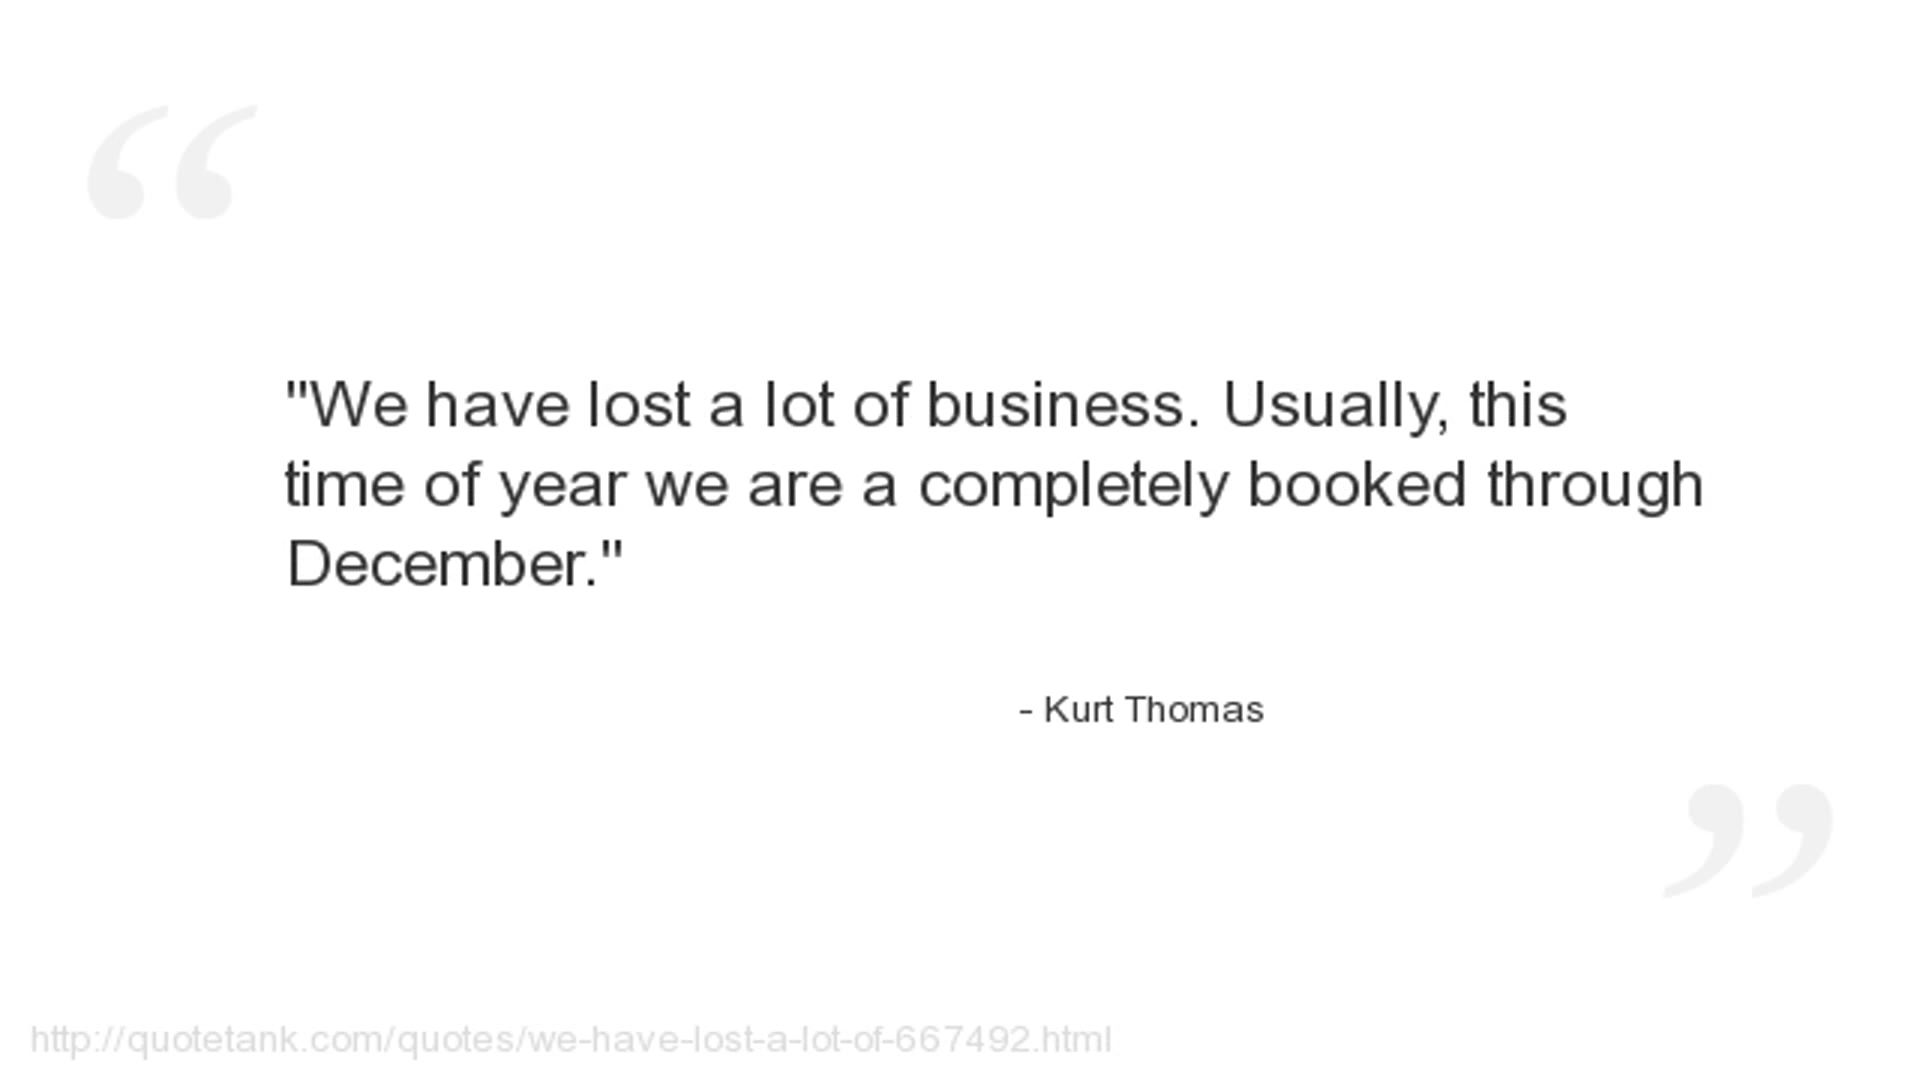 "We have lost a lot of business. Usually, this
time of year we are a completely booked through
December."
- Kurt Thomas
http://quotetank.com/quotes/we-have-lost-a-lot-of-667492.html